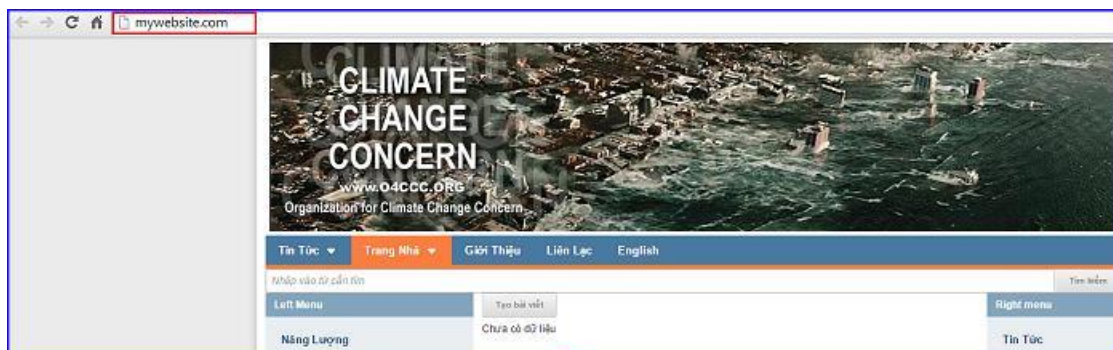 mywebsite.com
CLIMATE
CHANGE
CONCERN
WWW.O4CCC.ORG
Organization for Climate Change Concern
Tin Tức Trang Nhà Giới Thiệu Liên Lạc English
Nhập vào từ cần tìm Tìm kiếm
Left Menu Tạo bài viết Right menu
Chưa có dữ liệu
Năng Lượng Tin Tức